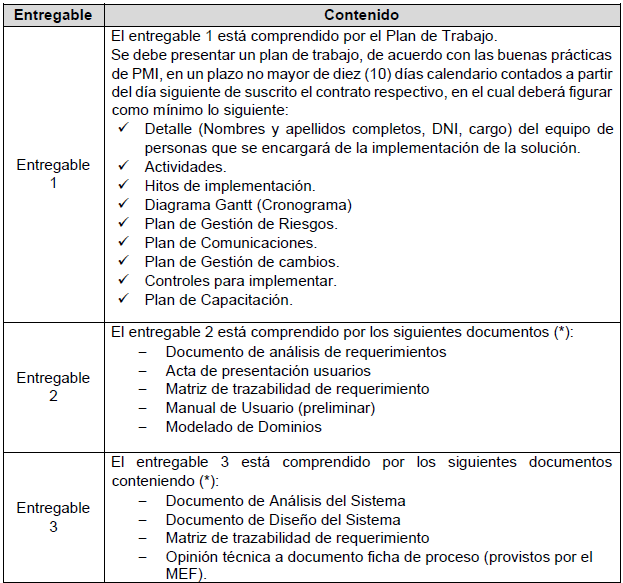 Entregable Contenido
El entregable 1 está comprendido por el Plan de Trabajo.
Se debe presentar un plan de trabajo, de acuerdo con las buenas prácticas
de PMI, en un plazo no mayor de diez (10) días calendario contados a partir
del día siguiente de suscrito el contrato respectivo, en el cual deberá figurar
como mínimo lo siguiente:
✓ Detalle (Nombres y apellidos completos, DNI, cargo) del equipo de
personas que se encargará de la implementación de la solución.
Entregable
1
✓ Actividades.
✓ Hitos de implementación.
✓ Diagrama Gantt (Cronograma)
✓ Plan de Gestión de Riesgos.
✓ Plan de Comunicaciones.
✓ Plan de Gestión de cambios.
✓ Controles para implementar.
✓ Plan de Capacitación.
Entregable
2
El entregable 2 está comprendido por los siguientes documentos (*):
– Documento de análisis de requerimientos
– Acta de presentación usuarios
– Matriz de trazabilidad de requerimiento
– Manual de Usuario (preliminar)
– Modelado de Dominios
Entregable
3
El entregable 3 está comprendido por los siguientes documentos
conteniendo (*):
– Documento de Análisis del Sistema
– Documento de Diseño del Sistema
– Matriz de trazabilidad de requerimiento
– Opinión técnica a documento ficha de proceso (provistos por el
MEF).